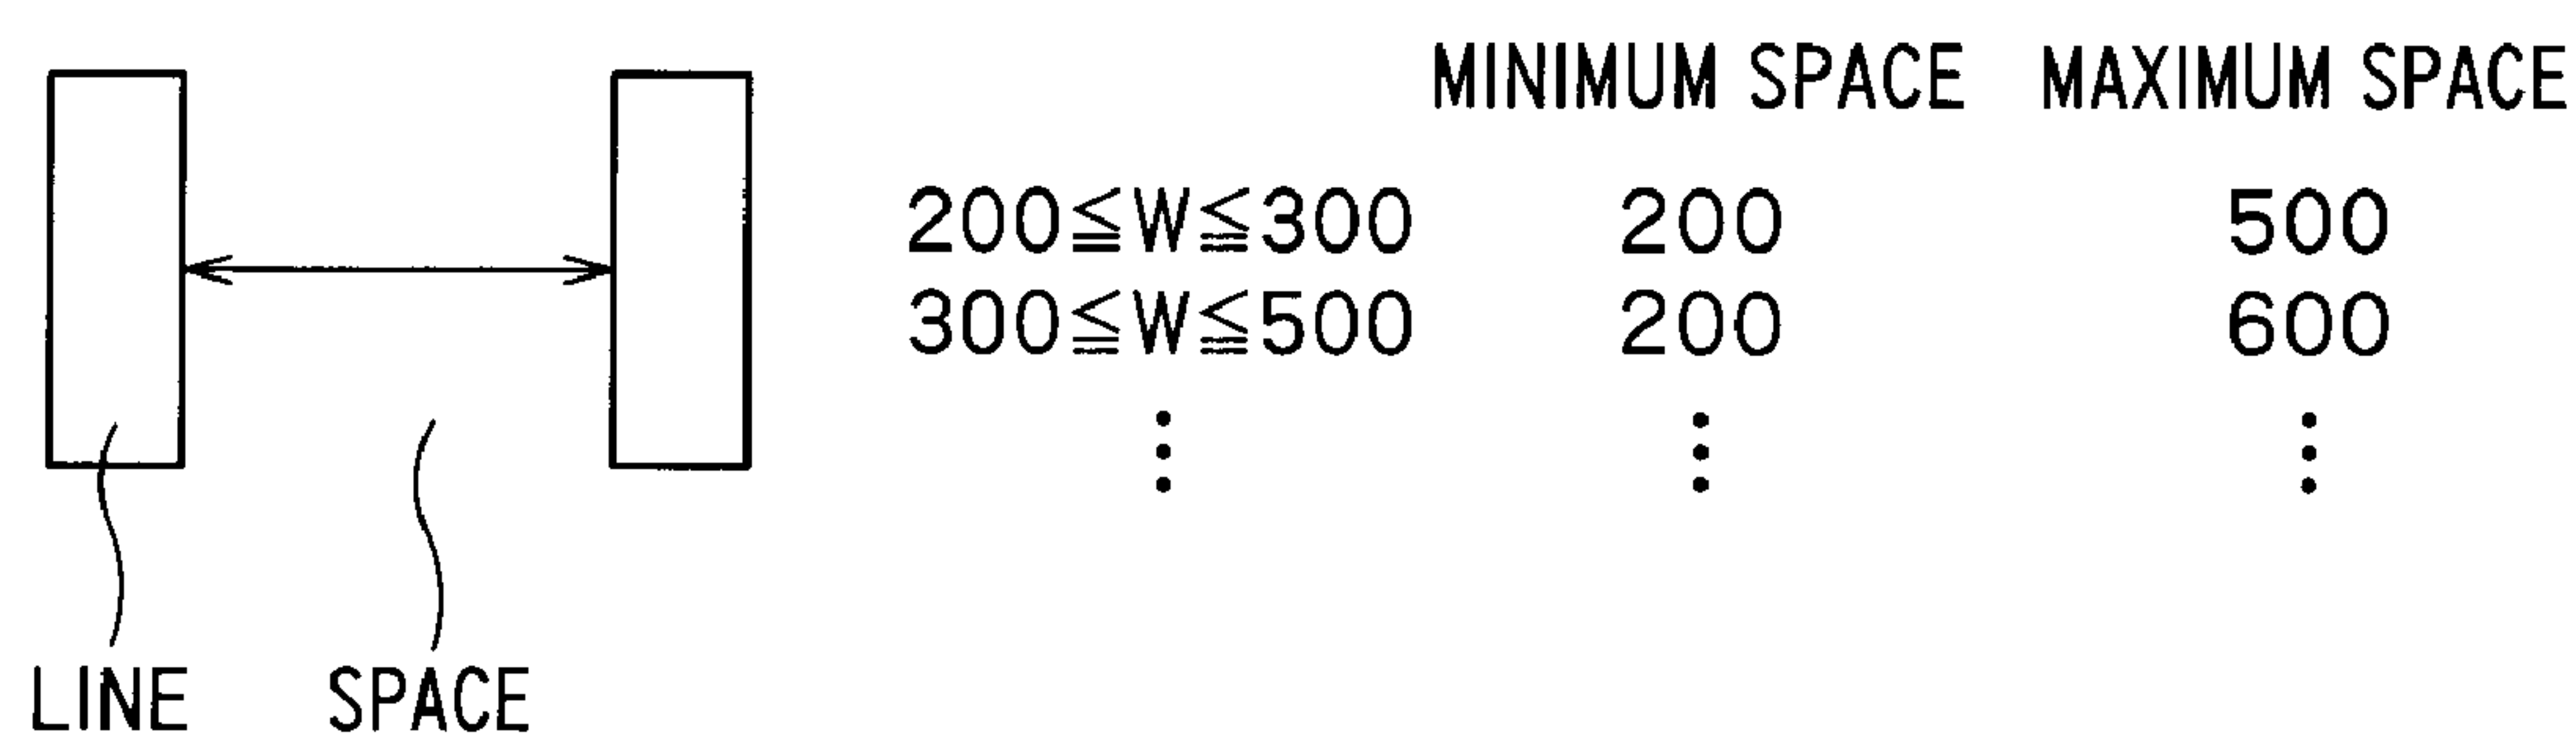 MINIMUM SPACE MAXIMUM SPACE
200≦W≦300 200 500
300≦W≦500 200 600
⋮ ⋮ ⋮
LINE SPACE